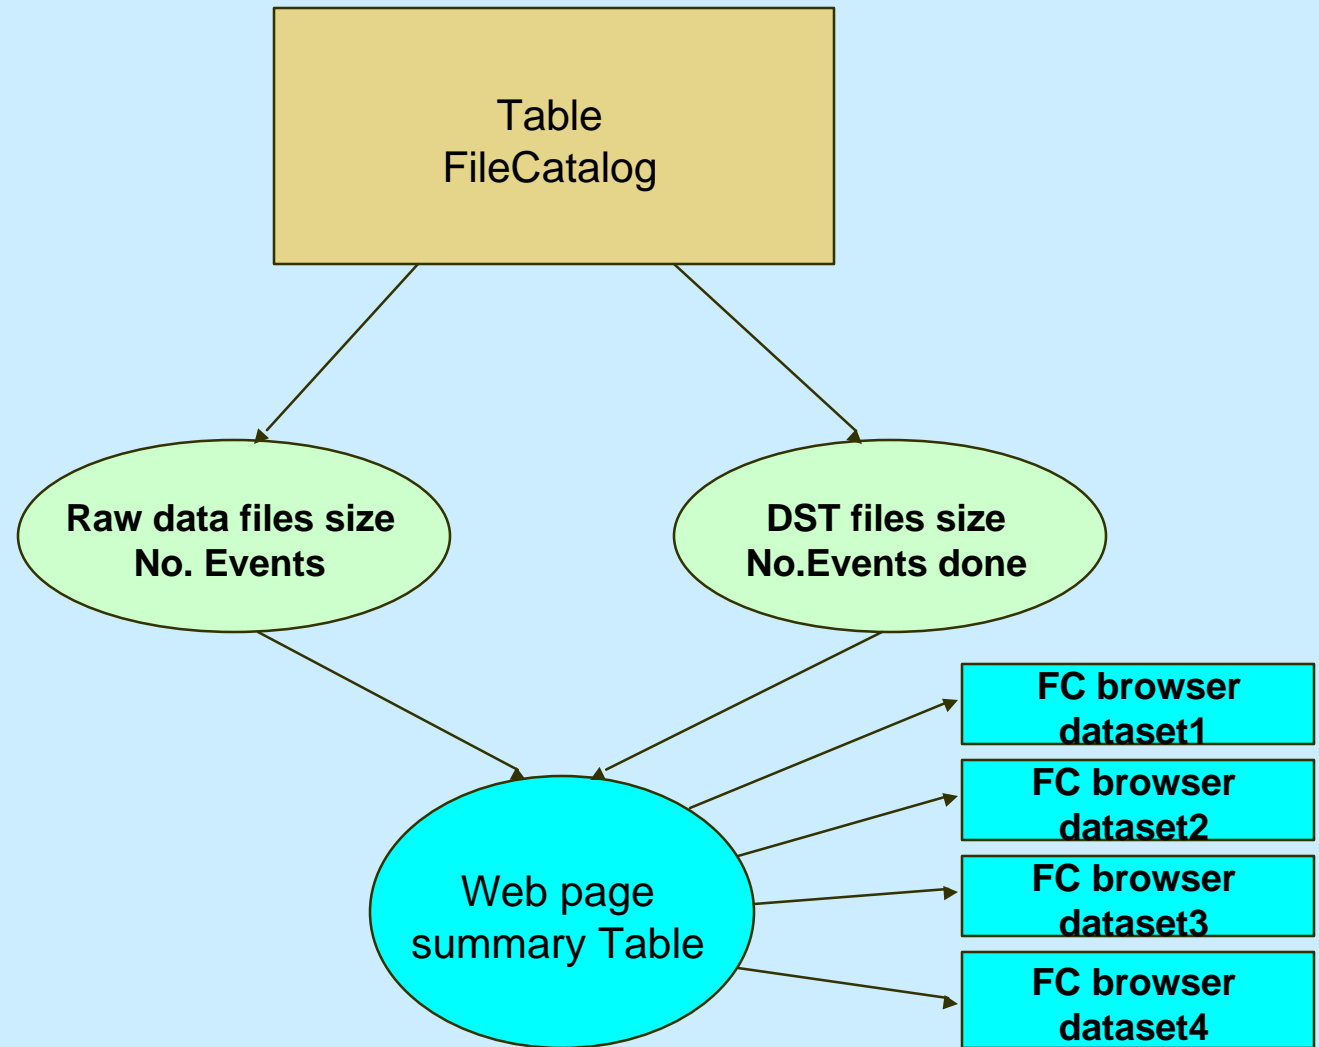 Table
FileCatalog
Raw data files size
No. Events
DST files size
No.Events done
Web page
summary Table
FC browser
dataset1
FC browser
dataset2
FC browser
dataset3
FC browser
dataset4